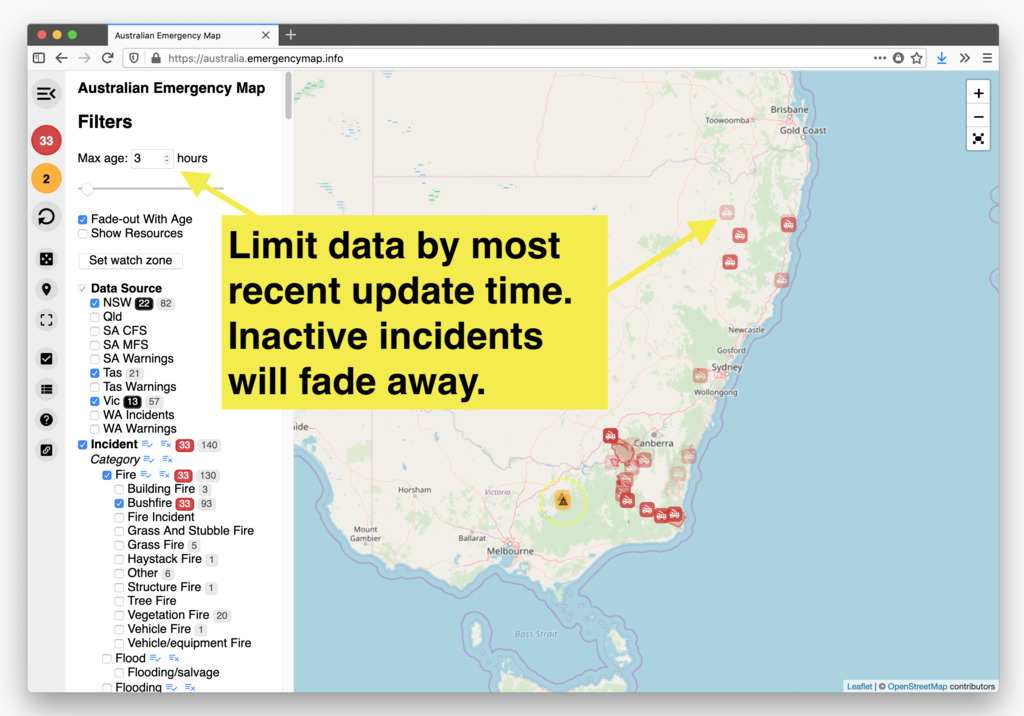 Australian Emergency Map
https://australia.emergencymap.info
Australian Emergency Map
Filters
33
2
Max age: 3 hours
Fade-out With Age
Show Resources
Set watch zone
Data Source
NSW 22 82
Qld
SA CFS
SA MFS
SA Warnings
Tas 21
Tas Warnings
Vic 13 57
WA Incidents
WA Warnings
Incident 33 140
Category
Fire 33 130
Building Fire 3
Bushfire 33 93
Fire Incident
Grass And Stubble Fire
Grass Fire 5
Haystack Fire 1
Other 6
Structure Fire 1
Tree Fire
Vegetation Fire 20
Vehicle Fire 1
Vehicle/equipment Fire
Flood
Flooding/salvage
Flooding
Limit data by most
recent update time.
Inactive incidents
will fade away.
+
−
Brisbane
Toowoomba
Gold Coast
Newcastle
Gosford
Sydney
Wollongong
Canberra
ide
Horsham
Victoria
Mount
Gambier
Ballarat
Melbourne
Bass Strait
Leaflet | © OpenStreetMap contributors